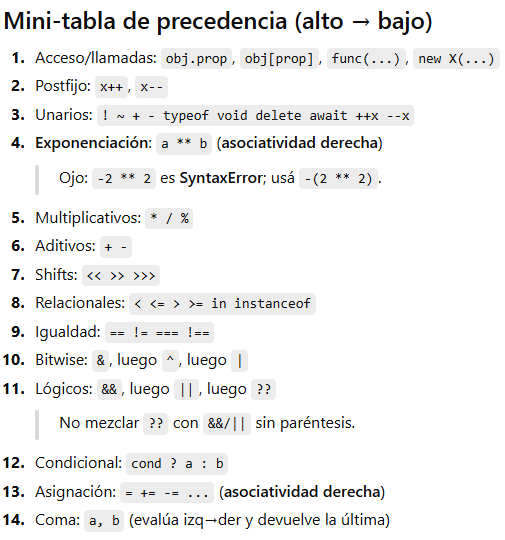 Mini-tabla de precedencia (alto → bajo)
1. Acceso/llamadas: obj.prop, obj[prop], func(...), new X(...)
2. Postfijo: x++, x--
3. Unarios: ! ~ + - typeof void delete await ++x --x
4. Exponenciación: a ** b (asociatividad derecha)
Ojo: -2 ** 2 es SyntaxError; usá -(2 ** 2).
5. Multiplicativos: * / %
6. Aditivos: + -
7. Shifts: << >> >>>
8. Relacionales: < <= > >= in instanceof
9. Igualdad: == != === !==
10. Bitwise: &, luego ^, luego |
11. Lógicos: &&, luego ||, luego ??
No mezclar ?? con &&/|| sin paréntesis.
12. Condicional: cond ? a : b
13. Asignación: = += -= ... (asociatividad derecha)
14. Coma: a, b (evalúa izq→der y devuelve la última)